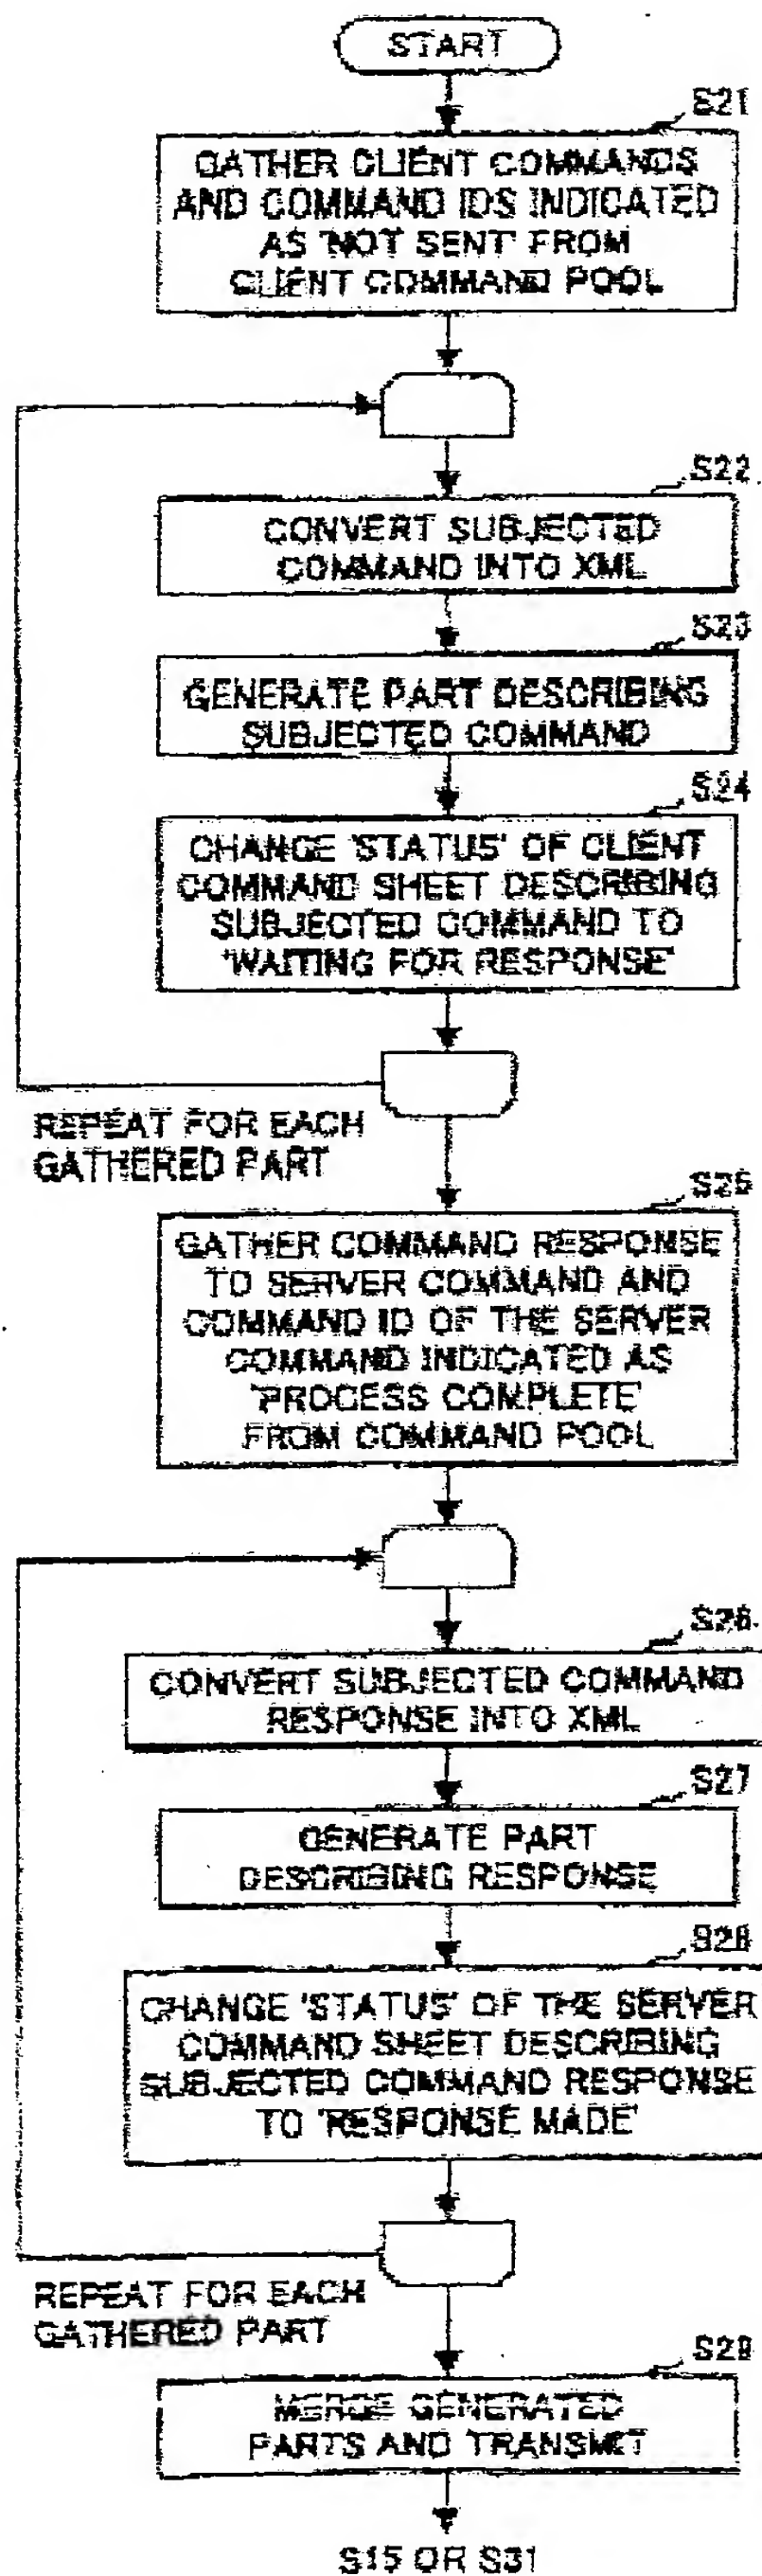 START
S21
GATHER CLIENT COMMANDS
AND COMMAND IDS INDICATED
AS 'NOT SENT' FROM
CLIENT COMMAND POOL
S22
CONVERT SUBJECTED
COMMAND INTO XML
S23
GENERATE PART DESCRIBING
SUBJECTED COMMAND
S24
CHANGE 'STATUS' OF CLIENT
COMMAND SHEET DESCRIBING
SUBJECTED COMMAND TO
'WAITING FOR RESPONSE'
REPEAT FOR EACH
GATHERED PART
S25
GATHER COMMAND RESPONSE
TO SERVER COMMAND AND
COMMAND ID OF THE SERVER
COMMAND INDICATED AS
'PROCESS COMPLETE'
FROM COMMAND POOL
S26
CONVERT SUBJECTED COMMAND
RESPONSE INTO XML
S27
GENERATE PART
DESCRIBING RESPONSE
S28
CHANGE 'STATUS' OF THE SERVER
COMMAND SHEET DESCRIBING
SUBJECTED COMMAND RESPONSE
TO 'RESPONSE MADE'
REPEAT FOR EACH
GATHERED PART
S29
MERGE GENERATED
PARTS AND TRANSMIT
S15 OR S31